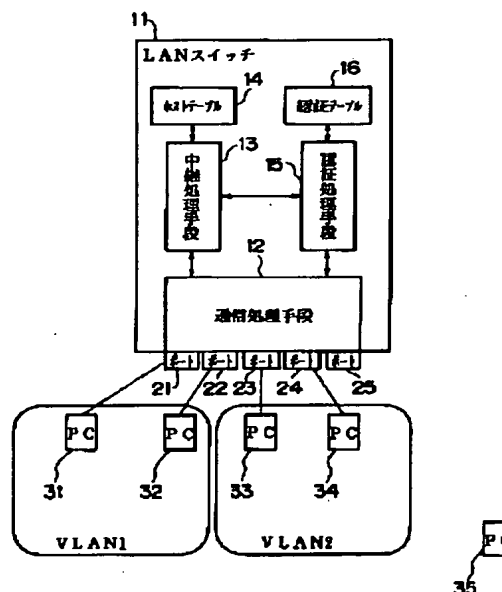 11
LANスイッチ
14
16
ホストテーブル
認証テーブル
13
15
中継処理手段
認証処理手段
12
通信処理手段
ポート
ポート
ポート
ポート
ポート
21
22
23
24
25
PC
PC
PC
PC
31
32
33
34
VLAN1
VLAN2
PC
35